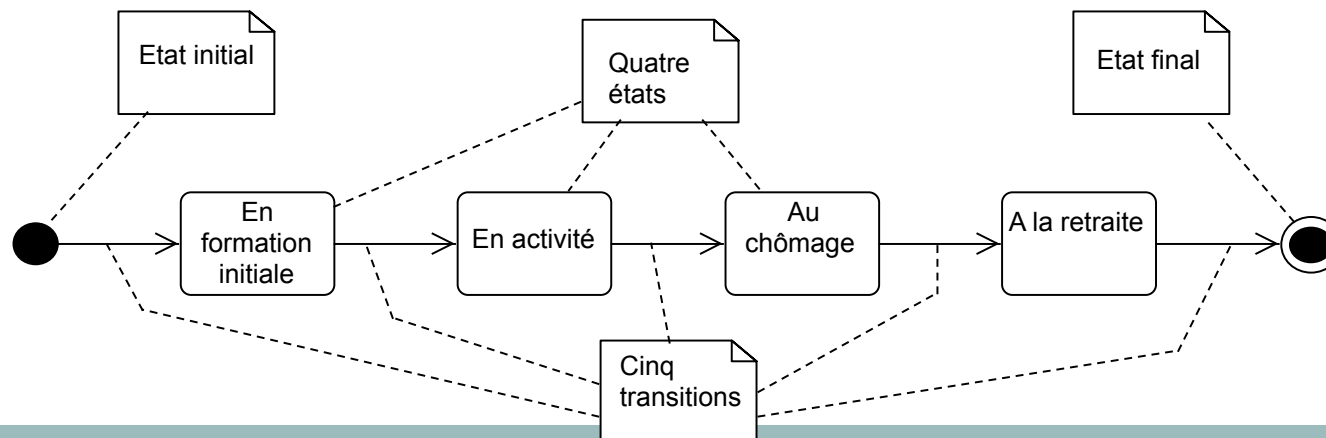 Etat initial
Quatre
états
Etat final
En
formation
initiale
En activité
Au
chômage
A la retraite
Cinq
transitions